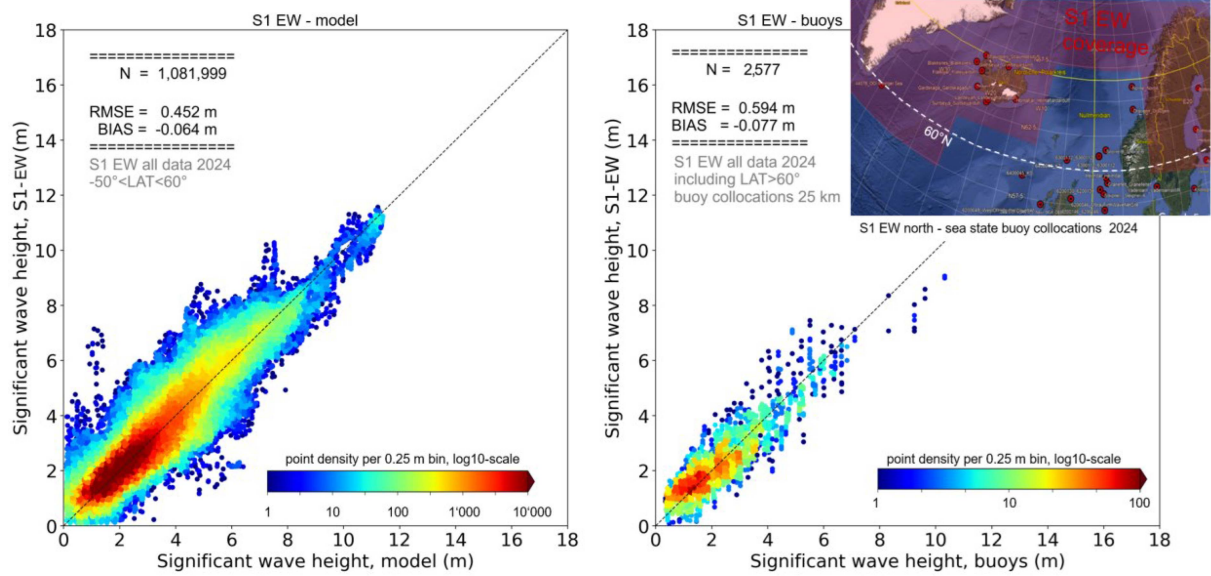 S1 EW - model
18
16
14
12
10
8
6
4
2
0
0 2 4 6 8 10 12 14 16 18
Significant wave height, S1-EW(m)
Significant wave height, model (m)
===============
N = 1,081,999
RMSE = 0.452 m
BIAS = -0.064 m
===============
S1 EW all data 2024
-50°<LAT<60°
point density per 0.25 m bin, log10-scale
1 10 100 1'000 10'000
S1 EW - buoys
18
16
14
12
10
8
6
4
2
0
0 2 4 6 8 10 12 14 16 18
Significant wave height, S1-EW(m)
Significant wave height, buoys (m)
===============
N = 2,577
RMSE = 0.594 m
BIAS = -0.077 m
===============
S1 EW all data 2024
including LAT>60°
buoy collocations 25 km
point density per 0.25 m bin, log10-scale
1 10 100
S1 EW
coverage
60°N
S1 EW north - sea state buoy collocations 2024